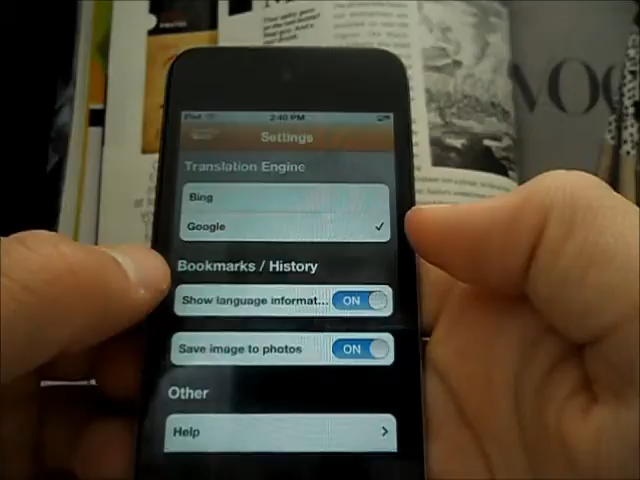 VOG
iPod
2:40 PM
Settings
Translation Engine
Bing
Google
Bookmarks / History
Show language informat...
ON
Save image to photos
ON
Other
Help